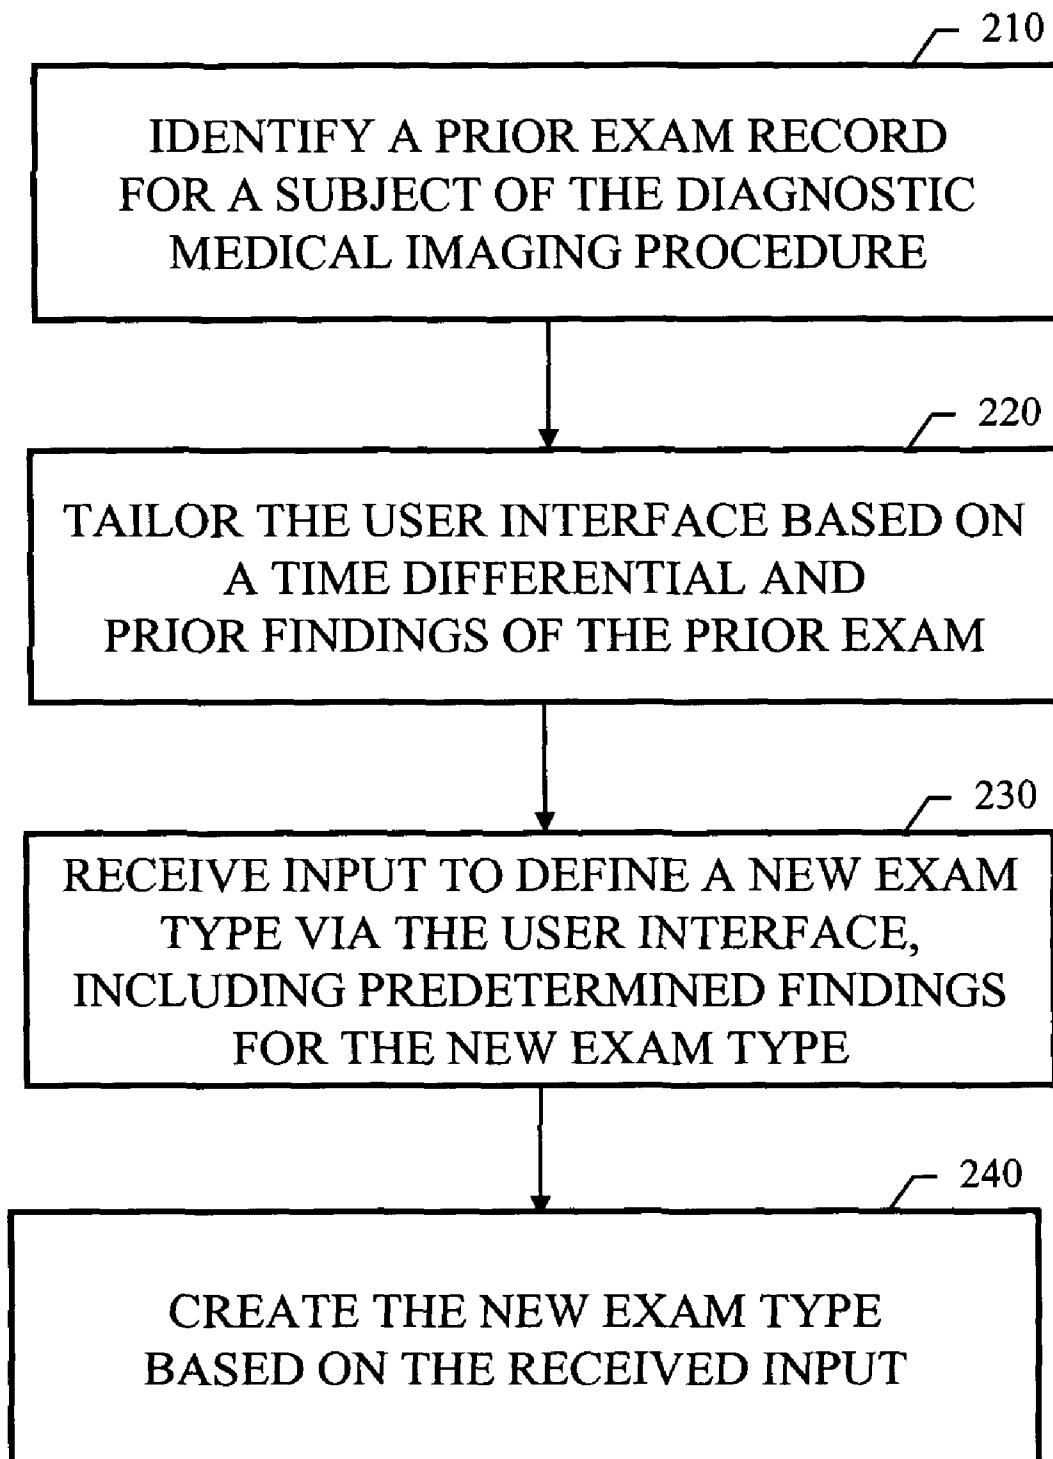 210
IDENTIFY A PRIOR EXAM RECORD
FOR A SUBJECT OF THE DIAGNOSTIC
MEDICAL IMAGING PROCEDURE
220
TAILOR THE USER INTERFACE BASED ON
A TIME DIFFERENTIAL AND
PRIOR FINDINGS OF THE PRIOR EXAM
230
RECEIVE INPUT TO DEFINE A NEW EXAM
TYPE VIA THE USER INTERFACE,
INCLUDING PREDETERMINED FINDINGS
FOR THE NEW EXAM TYPE
240
CREATE THE NEW EXAM TYPE
BASED ON THE RECEIVED INPUT